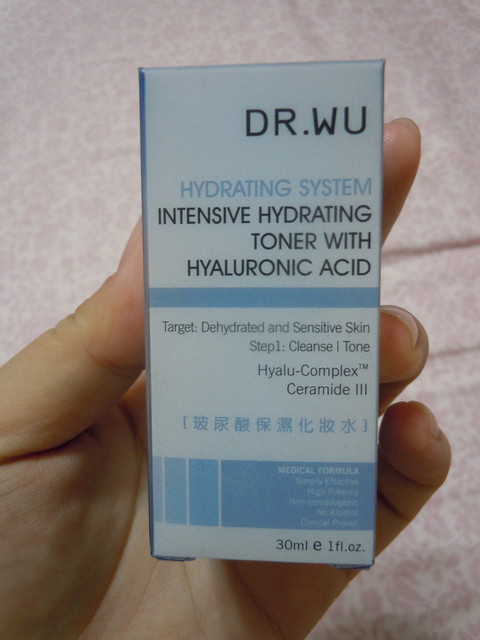 DR.WU
HYDRATING SYSTEM
INTENSIVE HYDRATING
TONER WITH
HYALURONIC ACID
Target: Dehydrated and Sensitive Skin
Step1: Cleanse | Tone
Hyalu-Complex™
Ceramide III
[玻尿酸保濕化妝水]
MEDICAL FORMULA
Simply Effective
High Potency
Non-comedogenic
No Alcohol
Clinical Proven
30ml e 1fl.oz.